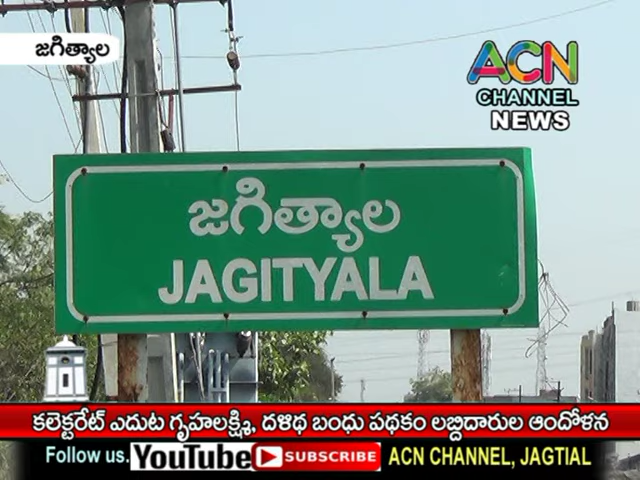 జగిత్యాల
ACN
CHANNEL
NEWS
జగిత్యాల
JAGITYALA
కలెక్టరేట్ ఎదుట గృహలక్ష్మి, దళిథ బంధు పథకం లబ్దిదారుల ఆందోళన
Follow us. YouTube SUBSCRIBE ACN CHANNEL, JAGTIAL